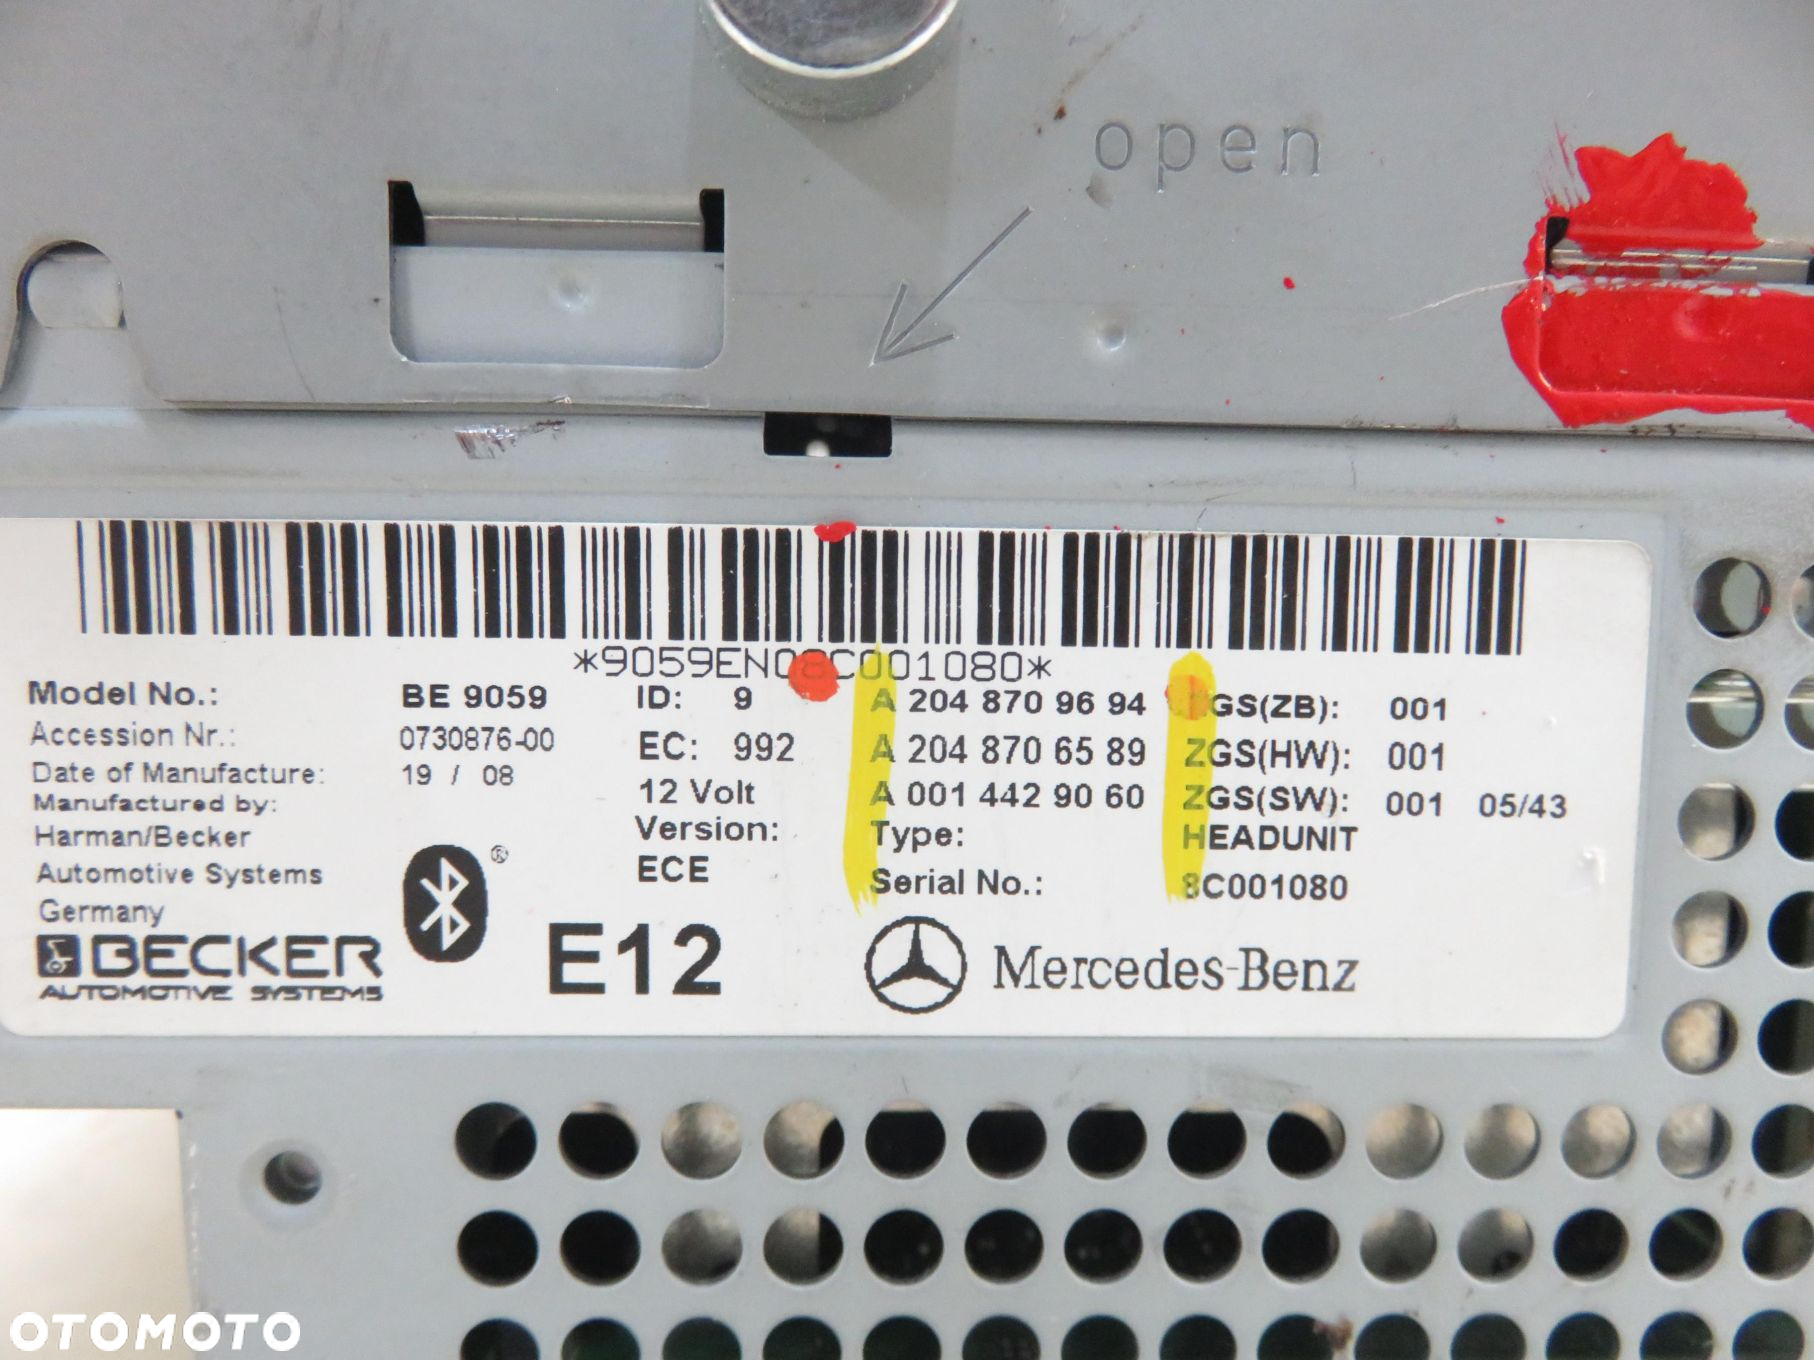 open
*9059EN08C001080*
Model No.: BE 9059 ID: 9 A 204 870 96 94 ZGS(ZB): 001
Accession Nr.: 0730876-00 EC: 992 A 204 870 65 89 ZGS(HW): 001
Date of Manufacture: 19 / 08 12 Volt A 001 442 90 60 ZGS(SW): 001 05/43
Manufactured by: Version: Type: HEADUNIT
Harman/Becker ECE Serial No.: 8C001080
Automotive Systems
Germany
®
BECKER
AUTOMOTIVE SYSTEMS
E12
Mercedes-Benz
OTOMOTO